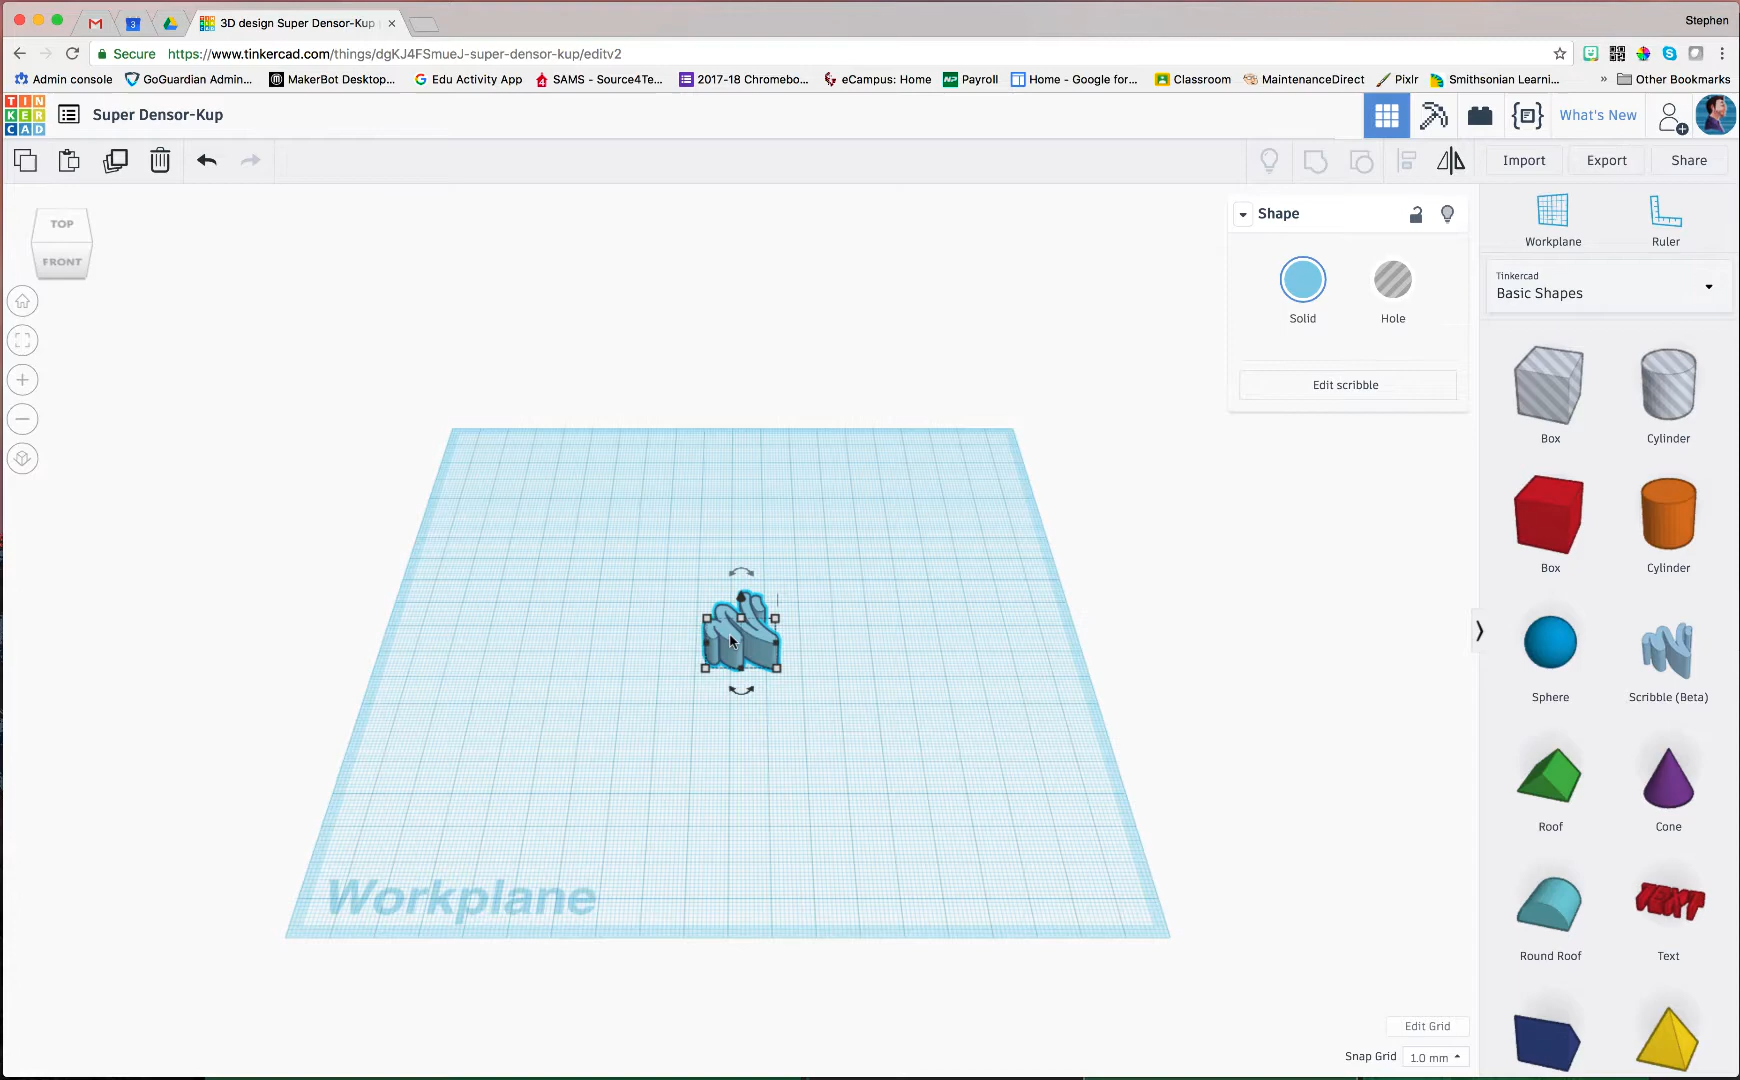 3D design Super Densor-Kup
Stephen
Secure https://www.tinkercad.com/things/dgKJ4FSmueJ-super-densor-kup/editv2
Admin console GoGuardian Admin... MakerBot Desktop... Edu Activity App SAMS - Source4Te... 2017-18 Chromebo... eCampus: Home Payroll Home - Google for... Classroom MaintenanceDirect Pixlr Smithsonian Learni... » Other Bookmarks
TIN
KER
CAD
Super Densor-Kup
What's New
Import Export Share
TOP
FRONT
Shape
Solid Hole
Edit scribble
Workplane Ruler
Tinkercad
Basic Shapes
Box Cylinder
Box Cylinder
Sphere Scribble (Beta)
Roof Cone
TEXT
Round Roof Text
Workplane
Edit Grid
Snap Grid 1.0 mm